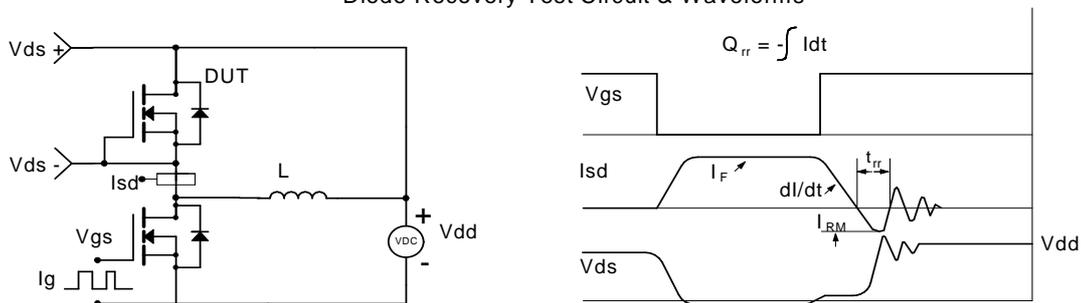 Diode Recovery Test Circuit & Waveforms
Vds +
DUT
Vds -
Isd
L
Vgs
Ig
+
VDC
Vdd
-
Q rr = - ∫ Idt
Vgs
Isd
I F
dI/dt
t rr
I RM
Vdd
Vds